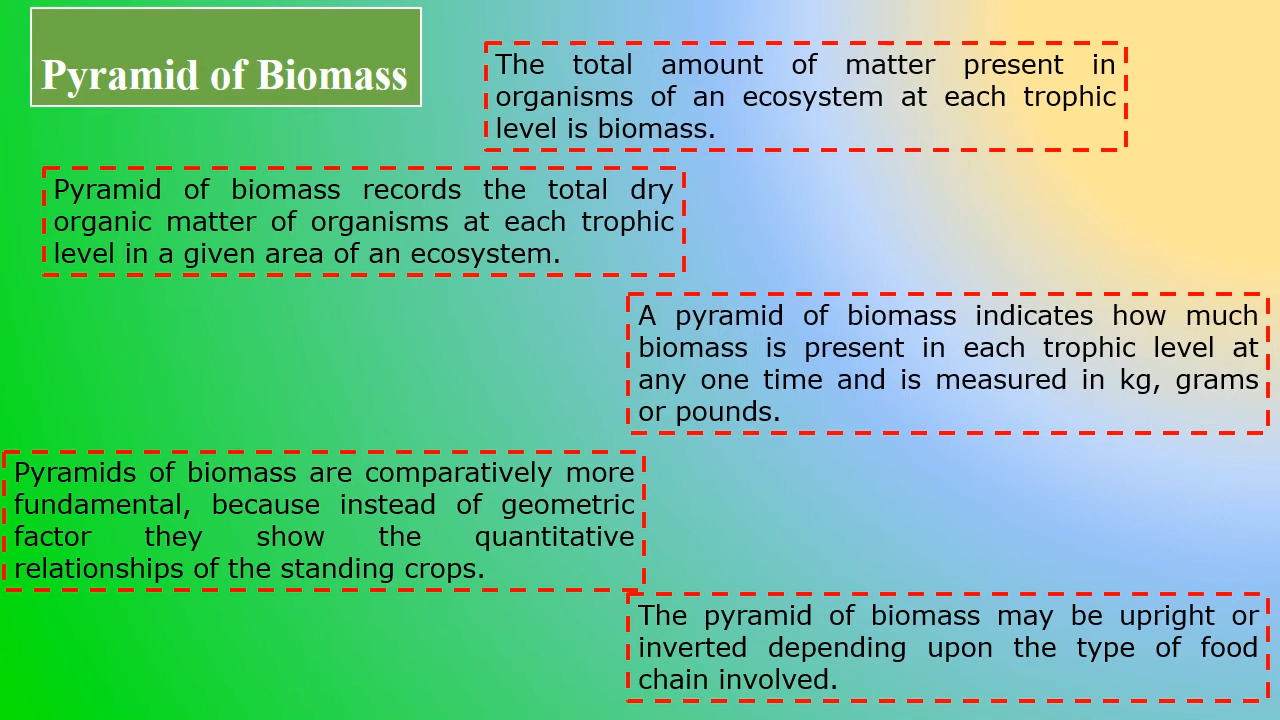 Pyramid of Biomass
The total amount of matter present in
organisms of an ecosystem at each trophic
level is biomass.
Pyramid of biomass records the total dry
organic matter of organisms at each trophic
level in a given area of an ecosystem.
A pyramid of biomass indicates how much
biomass is present in each trophic level at
any one time and is measured in kg, grams
or pounds.
Pyramids of biomass are comparatively more
fundamental, because instead of geometric
factor they show the quantitative
relationships of the standing crops.
The pyramid of biomass may be upright or
inverted depending upon the type of food
chain involved.